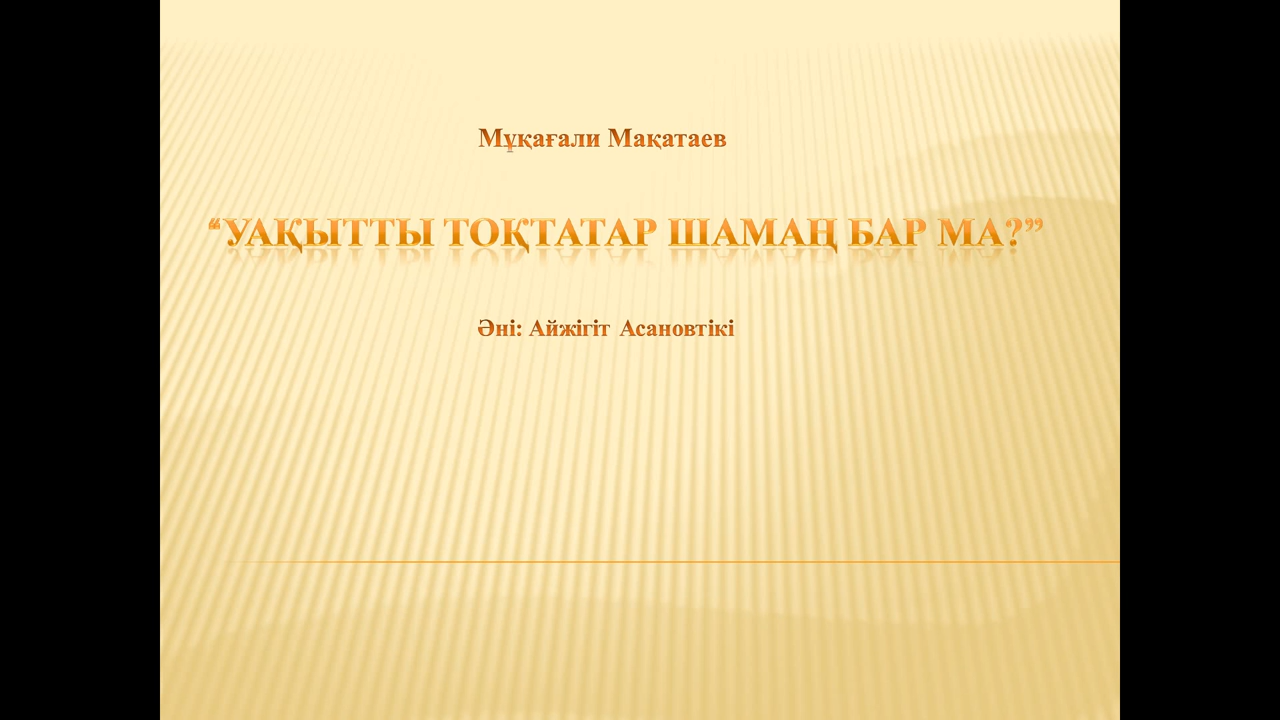 Мұқағали Мақатаев
“УАҚЫТТЫ ТОҚТАТАР ШАМАҢ БАР МА?”
Әні: Айжігіт Асановтікі